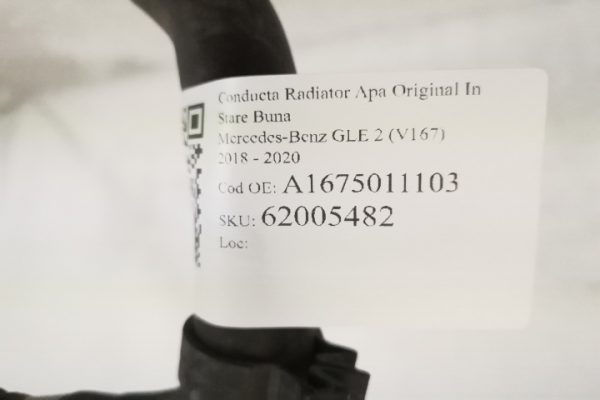 Conducta Radiator Apa Original In
Stare Buna
Mercedes-Benz GLE 2 (V167)
2018 - 2020
Cod OE: A1675011103
SKU: 62005482
Loc: